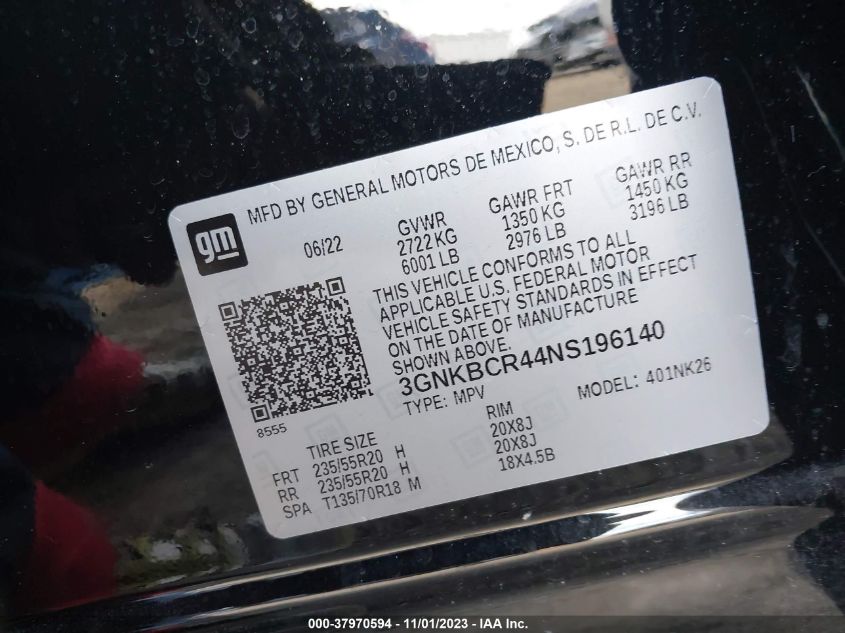 MFD BY GENERAL MOTORS DE MEXICO, S. DE R.L. DE C.V.
gm
06/22
GVWR GAWR FRT GAWR RR
2722 KG 1350 KG 1450 KG
6001 LB 2976 LB 3196 LB
THIS VEHICLE CONFORMS TO ALL
APPLICABLE U.S. FEDERAL MOTOR
VEHICLE SAFETY STANDARDS IN EFFECT
ON THE DATE OF MANUFACTURE
SHOWN ABOVE.
3GNKBCR44NS196140
TYPE: MPV MODEL: 401NK26
8555
TIRE SIZE RIM
FRT 235/55R20 H 20X8J
RR 235/55R20 H 20X8J
SPA T135/70R18 M 18X4.5B
000-37970594 - 11/01/2023 - IAA Inc.